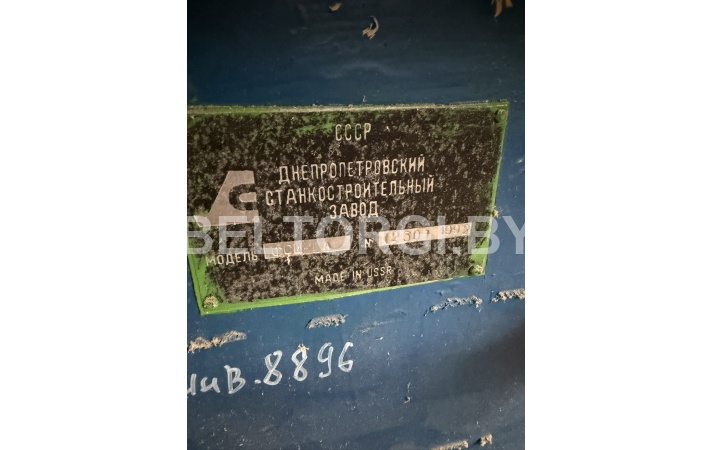 СССР
ДНЕПРОПЕТРОВСКИЙ
СТАНКОСТРОИТЕЛЬНЫЙ
ЗАВОД
BELTORGI.BY
МОДЕЛЬ N
MADE IN USSR
инв.8896